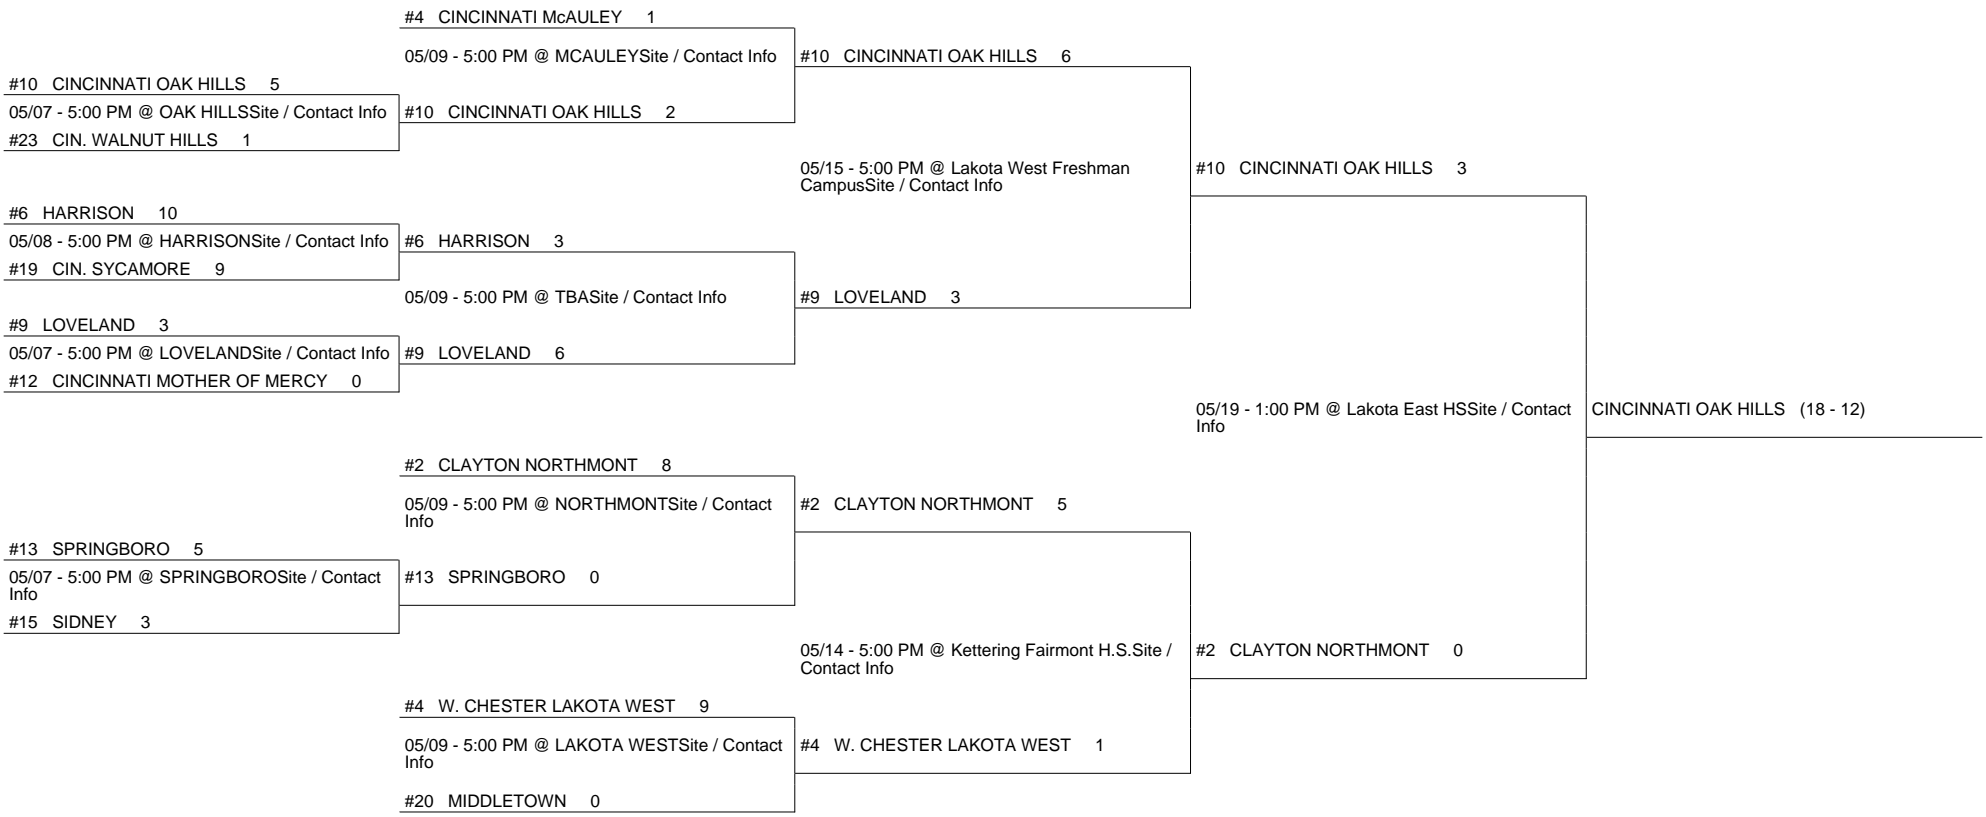 #4 CINCINNATI McAULEY 1
05/09 - 5:00 PM @ MCAULEYSite / Contact Info
#10 CINCINNATI OAK HILLS 6
#10 CINCINNATI OAK HILLS 5
05/07 - 5:00 PM @ OAK HILLSSite / Contact Info
#10 CINCINNATI OAK HILLS 2
#23 CIN. WALNUT HILLS 1
05/15 - 5:00 PM @ Lakota West Freshman
CampusSite / Contact Info
#10 CINCINNATI OAK HILLS 3
#6 HARRISON 10
05/08 - 5:00 PM @ HARRISONSite / Contact Info
#6 HARRISON 3
#19 CIN. SYCAMORE 9
05/09 - 5:00 PM @ TBASite / Contact Info
#9 LOVELAND 3
#9 LOVELAND 3
05/07 - 5:00 PM @ LOVELANDSite / Contact Info
#9 LOVELAND 6
#12 CINCINNATI MOTHER OF MERCY 0
05/19 - 1:00 PM @ Lakota East HSSite / Contact
Info
CINCINNATI OAK HILLS (18 - 12)
#2 CLAYTON NORTHMONT 8
05/09 - 5:00 PM @ NORTHMONTSite / Contact
Info
#2 CLAYTON NORTHMONT 5
#13 SPRINGBORO 5
05/07 - 5:00 PM @ SPRINGBOROSite / Contact
Info
#13 SPRINGBORO 0
#15 SIDNEY 3
05/14 - 5:00 PM @ Kettering Fairmont H.S.Site /
Contact Info
#2 CLAYTON NORTHMONT 0
#4 W. CHESTER LAKOTA WEST 9
05/09 - 5:00 PM @ LAKOTA WESTSite / Contact
Info
#4 W. CHESTER LAKOTA WEST 1
#20 MIDDLETOWN 0